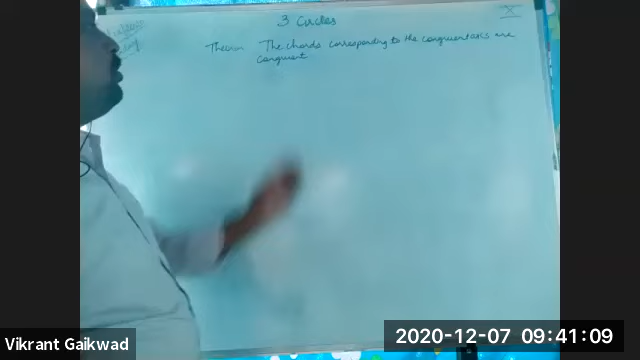 3 Circles
X
Theorem The chords corresponding to the congruent arcs are
congruent
Vikrant Gaikwad
2020-12-07 09:41:09